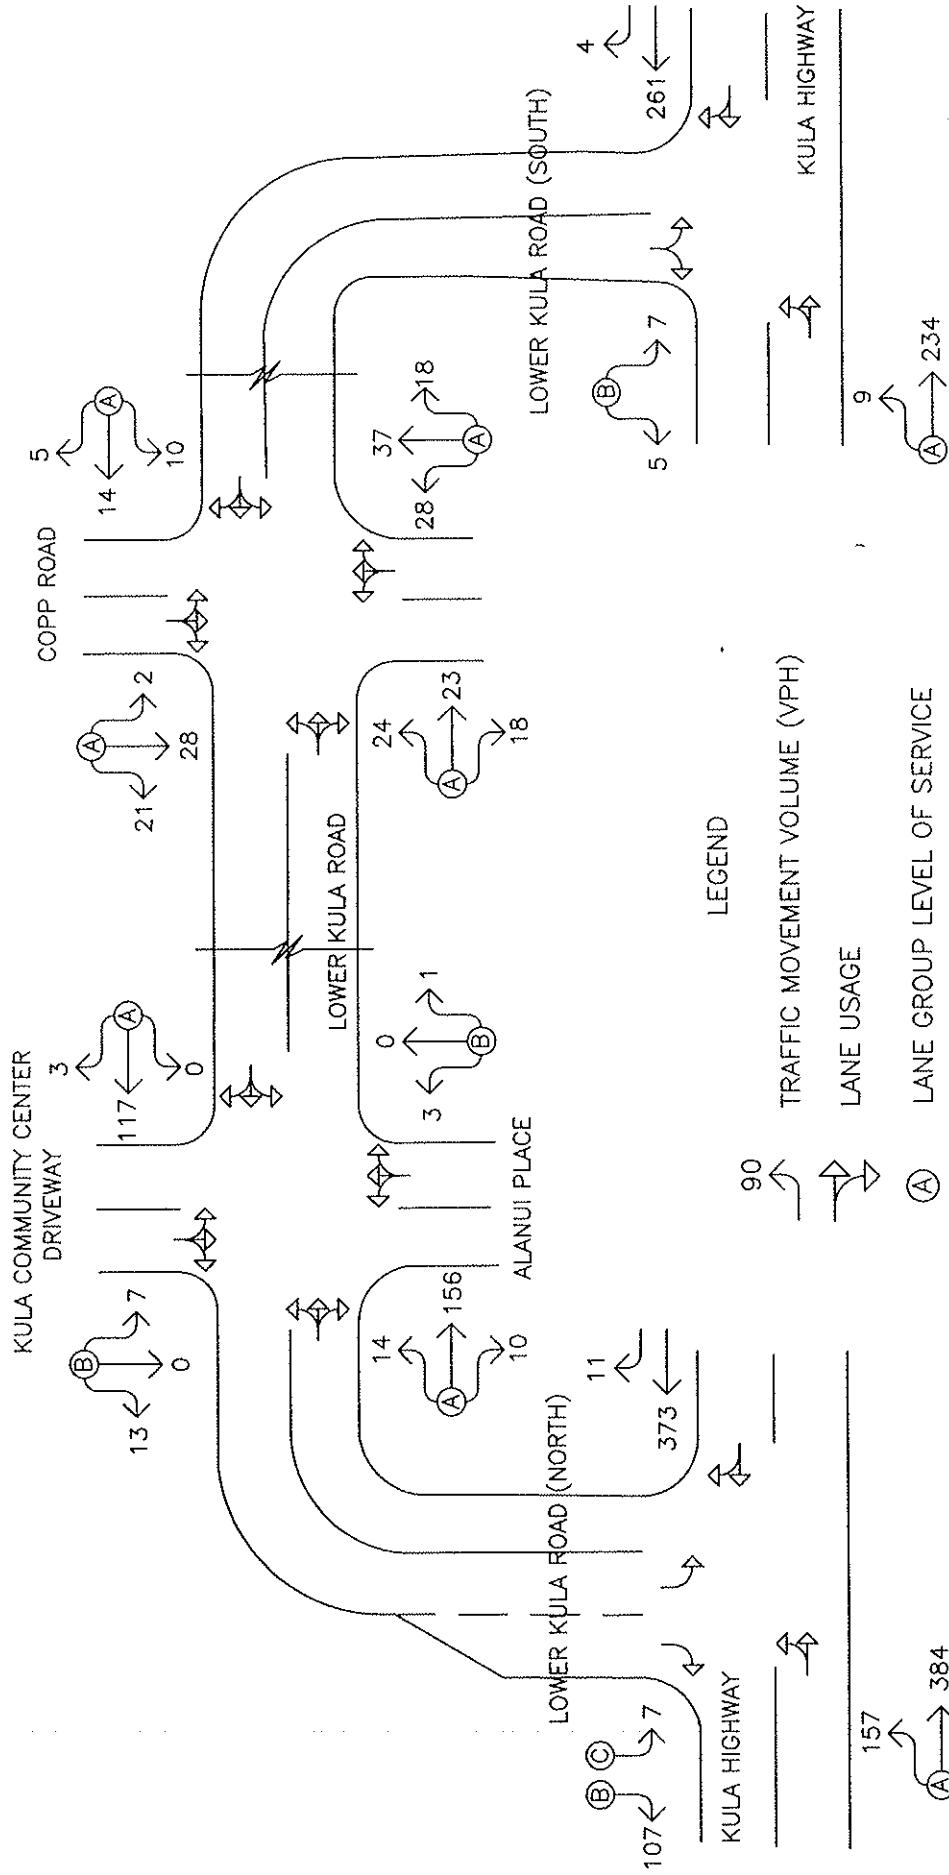 KULA COMMUNITY CENTER
DRIVEWAY
COPP ROAD
13
0
7
3
117
0
21
28
2
5
14
10
14
156
10
3
0
1
24
23
18
28
37
18
ALANUI PLACE
LOWER KULA ROAD
LOWER KULA ROAD (NORTH)
LOWER KULA ROAD (SOUTH)
B
A
A
A
A
B
A
A
107
B
C
7
11
373
5
B
7
4
261
KULA HIGHWAY
KULA HIGHWAY
157
A
384
9
A
234
LEGEND
90
TRAFFIC MOVEMENT VOLUME (VPH)
LANE USAGE
A
LANE GROUP LEVEL OF SERVICE